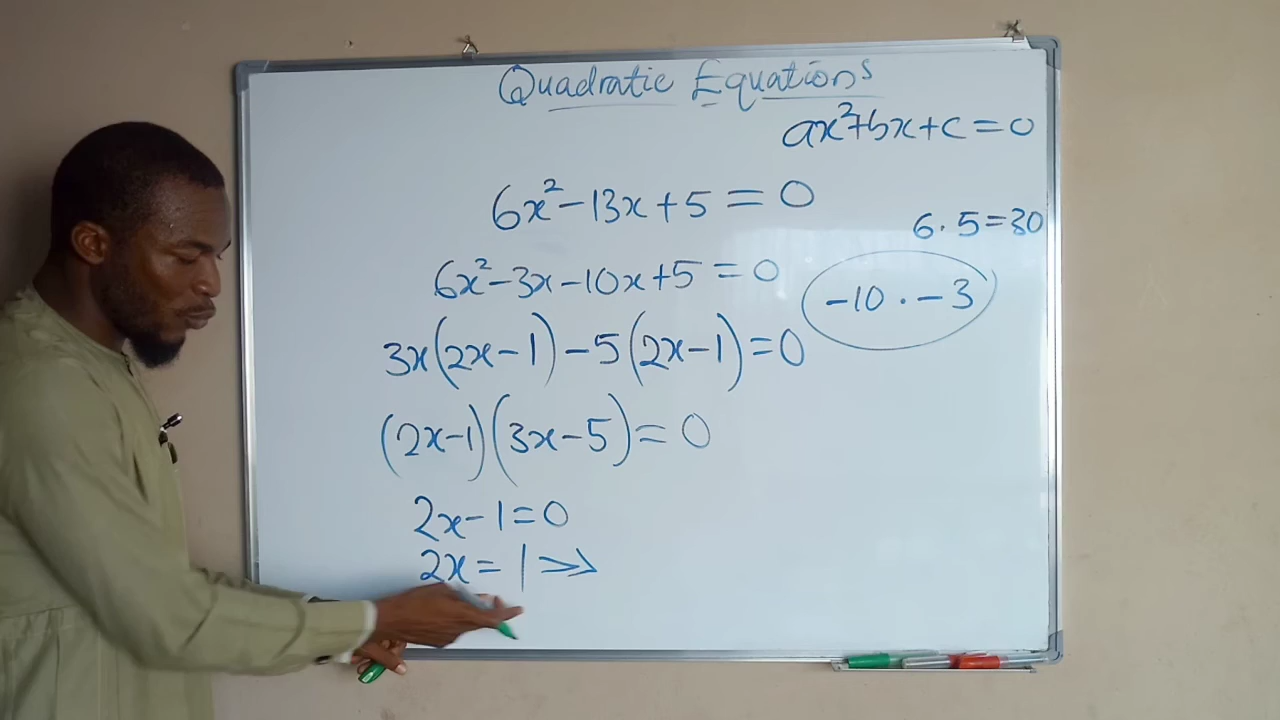 Quadratic Equations
ax²+bx+c=0
6x²-13x+5=0
6·5=30
6x²-3x-10x+5=0
-10·-3
3x(2x-1)-5(2x-1)=0
(2x-1)(3x-5)=0
2x-1=0
2x=1⇒>